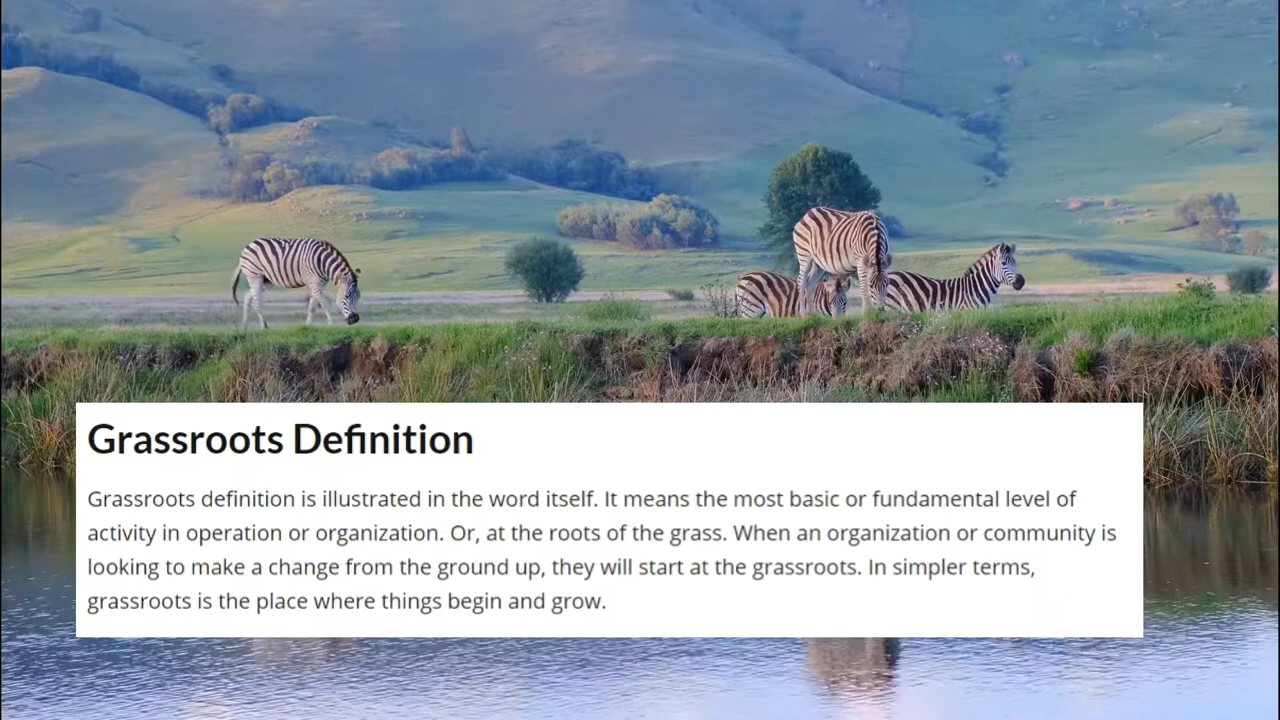 Grassroots Definition
Grassroots definition is illustrated in the word itself. It means the most basic or fundamental level of
activity in operation or organization. Or, at the roots of the grass. When an organization or community is
looking to make a change from the ground up, they will start at the grassroots. In simpler terms,
grassroots is the place where things begin and grow.